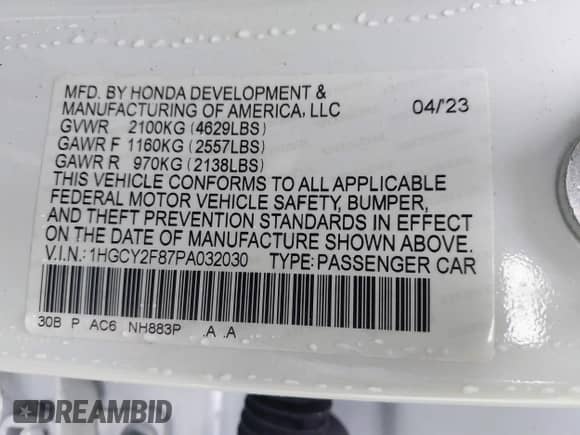 MFD. BY HONDA DEVELOPMENT &
MANUFACTURING OF AMERICA, LLC 04/'23
GVWR 2100KG (4629LBS)
GAWR F 1160KG (2557LBS)
GAWR R 970KG (2138LBS)
THIS VEHICLE CONFORMS TO ALL APPLICABLE
FEDERAL MOTOR VEHICLE SAFETY, BUMPER,
AND THEFT PREVENTION STANDARDS IN EFFECT
ON THE DATE OF MANUFACTURE SHOWN ABOVE.
V.I.N.: 1HGCY2F87PA032030 TYPE: PASSENGER CAR
30B P AC6 NH883P .A .A
DREAMBID